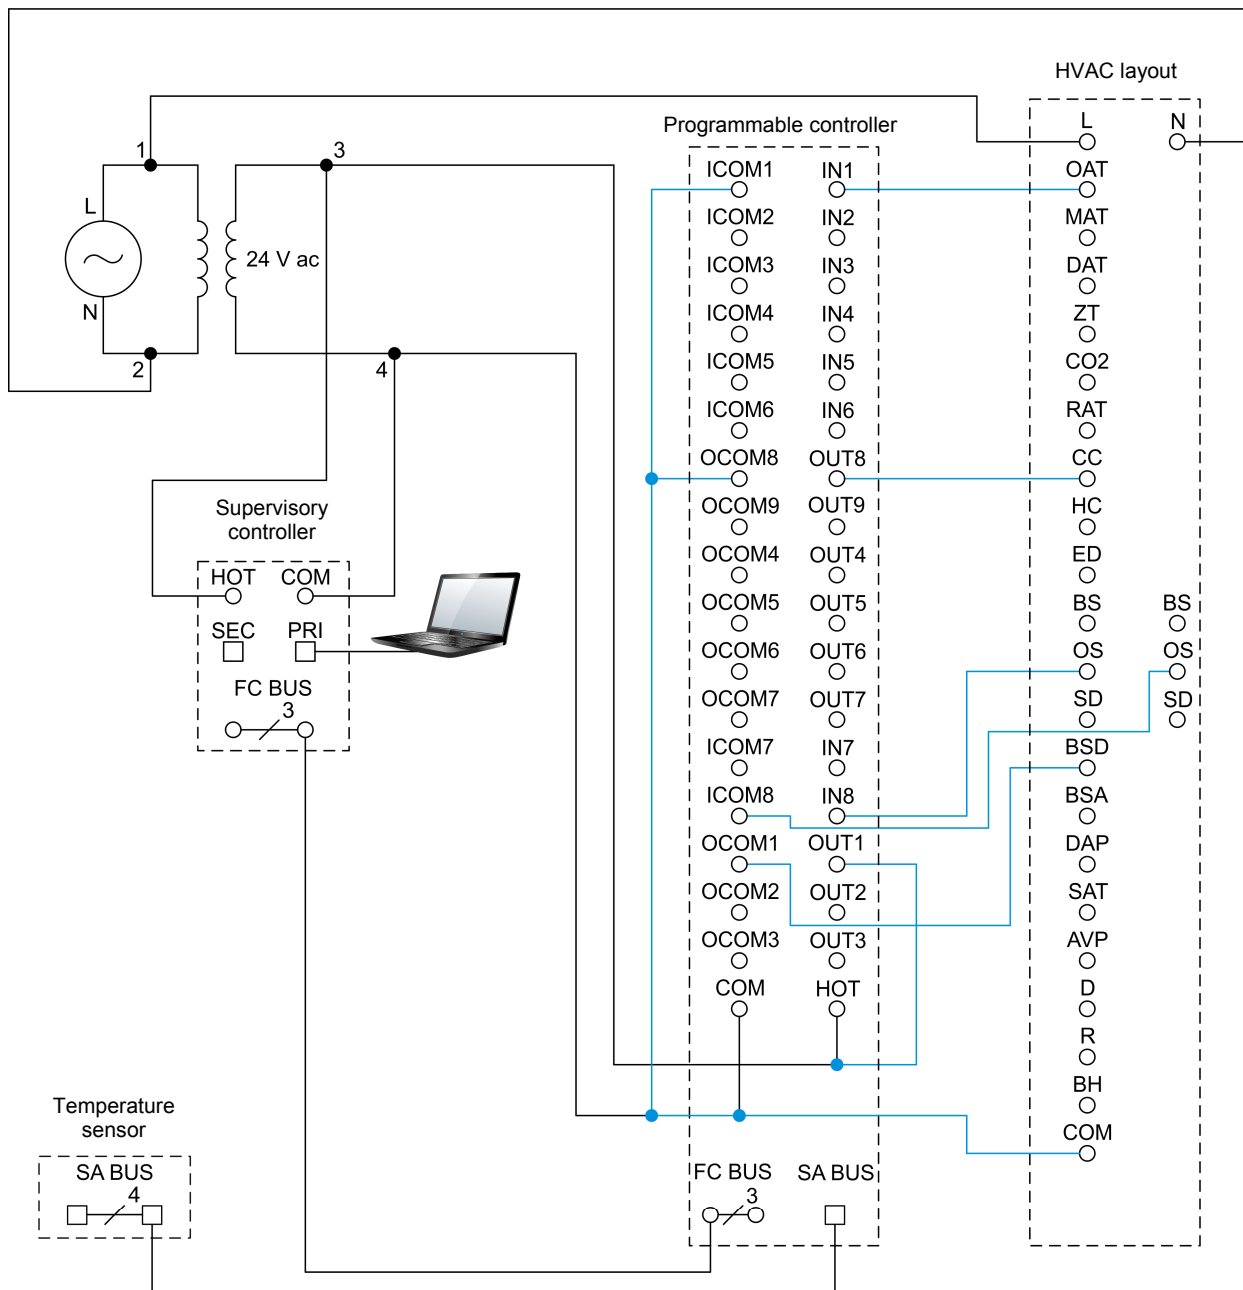 HVAC layout
L N
Programmable controller
1
3
ICOM1 IN1 OAT
L
ICOM2 IN2 MAT
24 V ac
ICOM3 IN3 DAT
N
ICOM4 IN4 ZT
2
4
ICOM5 IN5 CO2
ICOM6 IN6 RAT
OCOM8 OUT8 CC
Supervisory
controller
OCOM9 OUT9 HC
HOT COM
OCOM4 OUT4 ED
SEC PRI
OCOM5 OUT5 BS BS
OCOM6 OUT6 OS OS
FC BUS
3
OCOM7 OUT7 SD SD
ICOM7 IN7 BSD
ICOM8 IN8 BSA
OCOM1 OUT1 DAP
OCOM2 OUT2 SAT
OCOM3 OUT3 AVP
COM HOT D
R
BH
Temperature
sensor
COM
SA BUS
4
FC BUS SA BUS
3